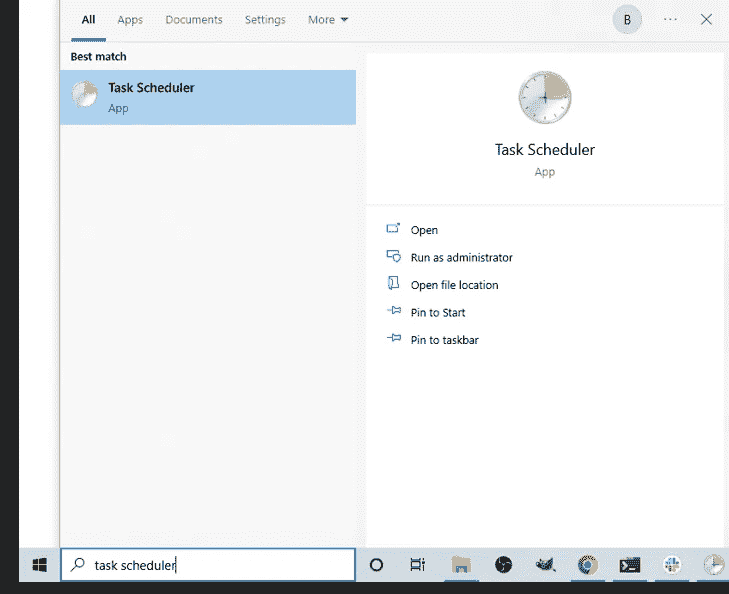 All Apps Documents Settings More B
Best match
Task Scheduler
App
Task Scheduler
App
Open
Run as administrator
Open file location
Pin to Start
Pin to taskbar
task scheduler